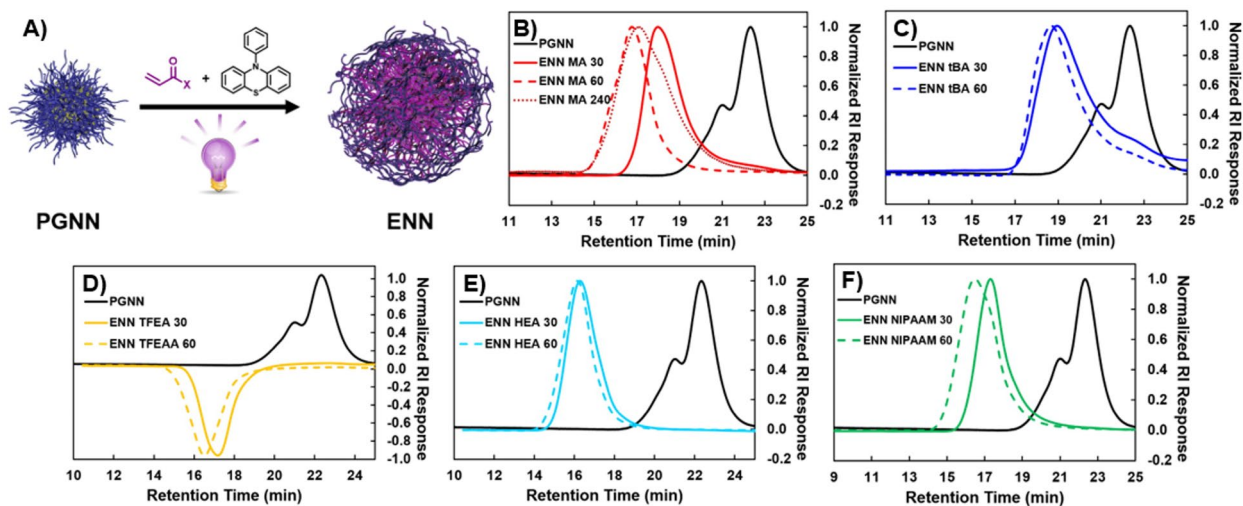 A)
O
X
+
N
S
PGNN
ENN
B)
PGNN
ENN MA 30
ENN MA 60
ENN MA 240
1.0
0.8
0.6
0.4
0.2
0.0
-0.2
Normalized RI Response
11 13 15 17 19 21 23 25
Retention Time (min)
C)
PGNN
ENN tBA 30
ENN tBA 60
1.0
0.8
0.6
0.4
0.2
0.0
-0.2
Normalized RI Response
11 13 15 17 19 21 23 25
Retention Time (min)
D)
PGNN
ENN TFEA 30
ENN TFEAA 60
1.0
0.8
0.6
0.4
0.2
0.0
-0.2
-0.4
-0.6
-0.8
-1.0
Normalized RI Response
10 12 14 16 18 20 22 24
Retention Time (min)
E)
PGNN
ENN HEA 30
ENN HEA 60
1.0
0.8
0.6
0.4
0.2
0.0
-0.2
Normalized RI Response
10 12 14 16 18 20 22 24
Retention Time (min)
F)
PGNN
ENN NIPAAM 30
ENN NIPAAM 60
1.0
0.8
0.6
0.4
0.2
0.0
-0.2
Normalized RI Response
9 11 13 15 17 19 21 23 25
Retention Time (min)